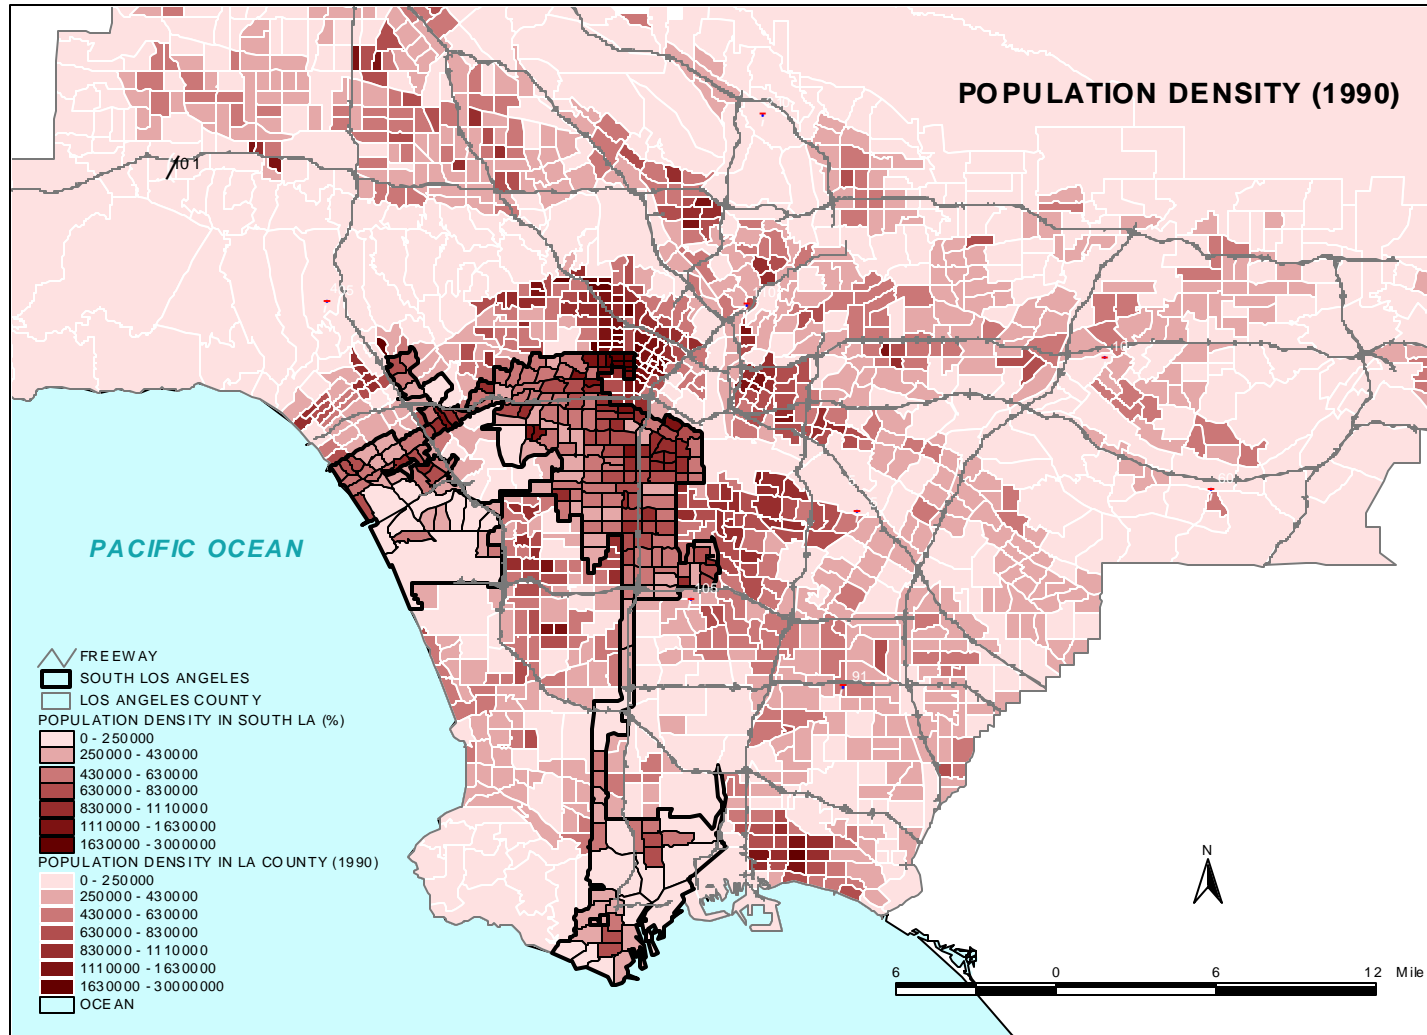 POPULATION DENSITY (1990)
101
405
105
91
PACIFIC OCEAN
FREEWAY
SOUTH LOS ANGELES
LOS ANGELES COUNTY
POPULATION DENSITY IN SOUTH LA (%)
0 - 250000
250000 - 430000
430000 - 630000
630000 - 830000
830000 - 1110000
1110000 - 1630000
1630000 - 3000000
POPULATION DENSITY IN LA COUNTY (1990)
0 - 250000
250000 - 430000
430000 - 630000
630000 - 830000
830000 - 1110000
1110000 - 1630000
1630000 - 30000000
OCEAN
N
6 0 6 12 Mile